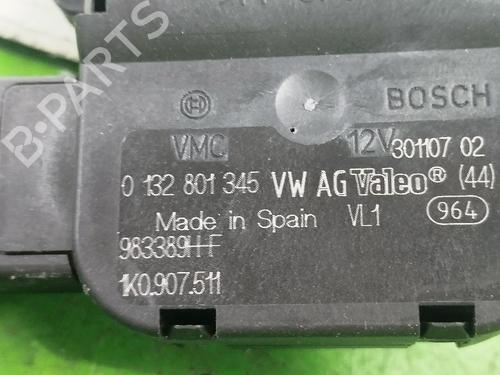 BOSCH
VMC 12V 301107 02
0 132 801 345 VW AG Valeo® (44)
Made in Spain VL1 964
983389H-F
1K0.907.511
B-PARTS